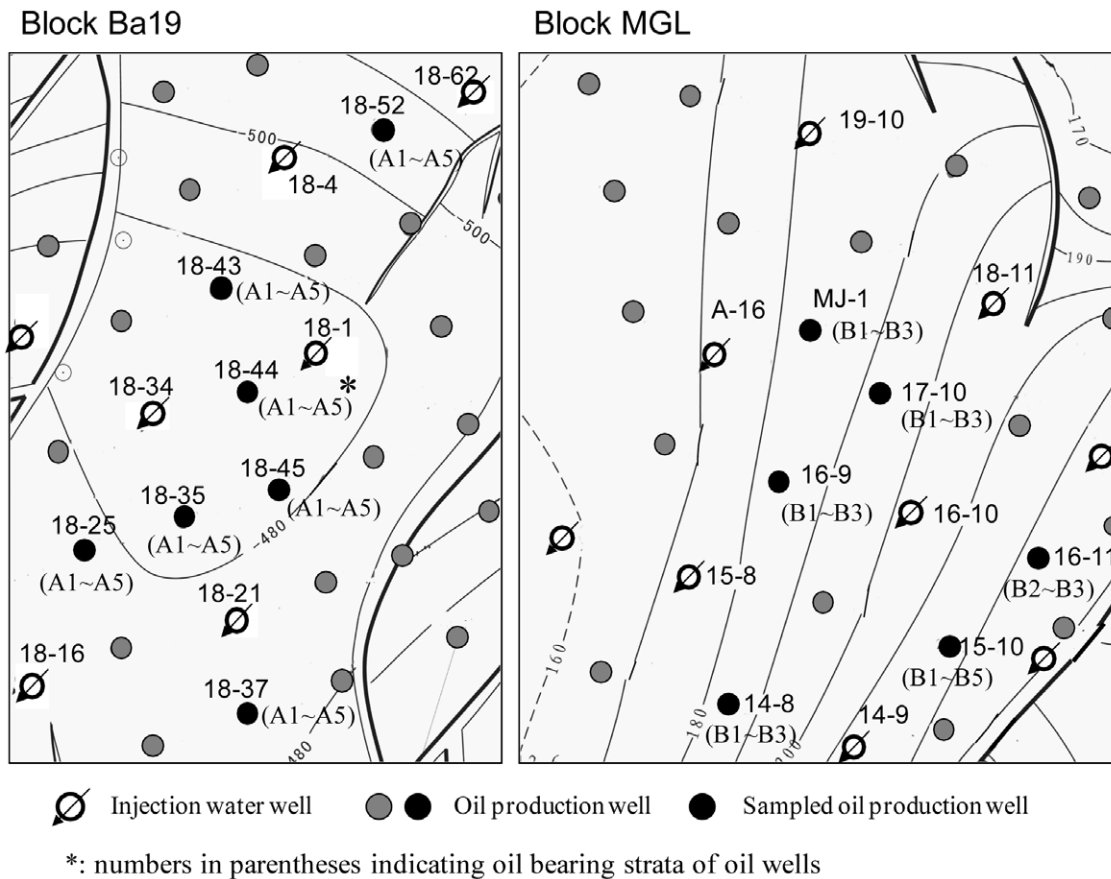 Block Ba19
Block MGL
18-62
18-52
(A1~A5)
500
18-4
-500
18-43
(A1~A5)
18-1
18-44
*
(A1~A5)
18-34
18-45
(A1~A5)
18-35
(A1~A5)
-480
18-25
(A1~A5)
18-21
18-16
18-37
(A1~A5)
-480
170
19-10
190
18-11
A-16
MJ-1
(B1~B3)
17-10
(B1~B3)
16-9
(B1~B3)
16-10
16-11
(B2~B3)
15-8
15-10
(B1~B5)
160
14-8
(B1~B3)
180
200
14-9
Injection water well
Oil production well
Sampled oil production well
*: numbers in parentheses indicating oil bearing strata of oil wells